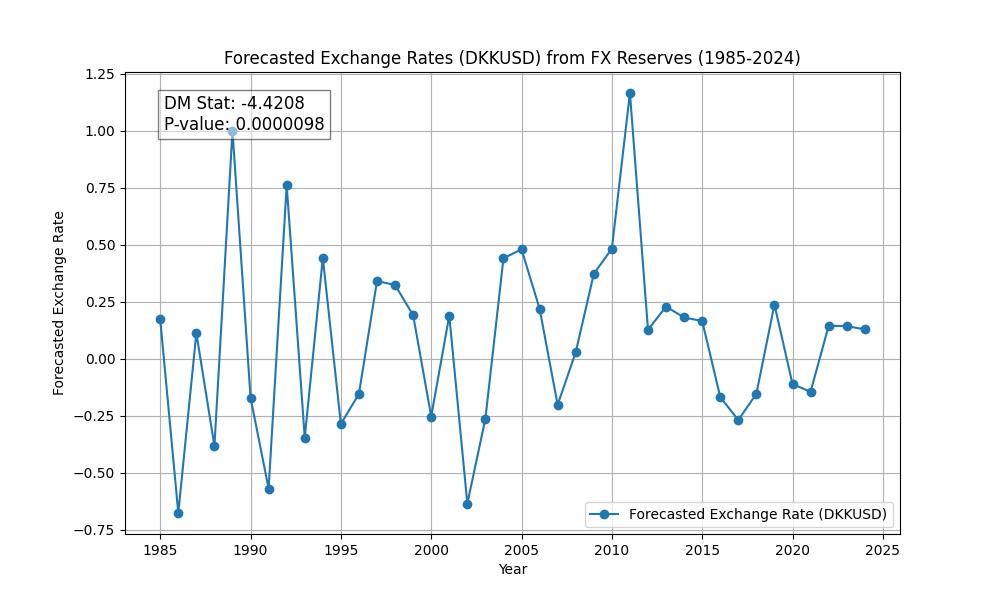 Forecasted Exchange Rates (DKKUSD) from FX Reserves (1985-2024)
DM Stat: -4.4208
P-value: 0.0000098
Forecasted Exchange Rate
1.25
1.00
0.75
0.50
0.25
0.00
−0.25
−0.50
−0.75
Forecasted Exchange Rate (DKKUSD)
1985 1990 1995 2000 2005 2010 2015 2020 2025
Year